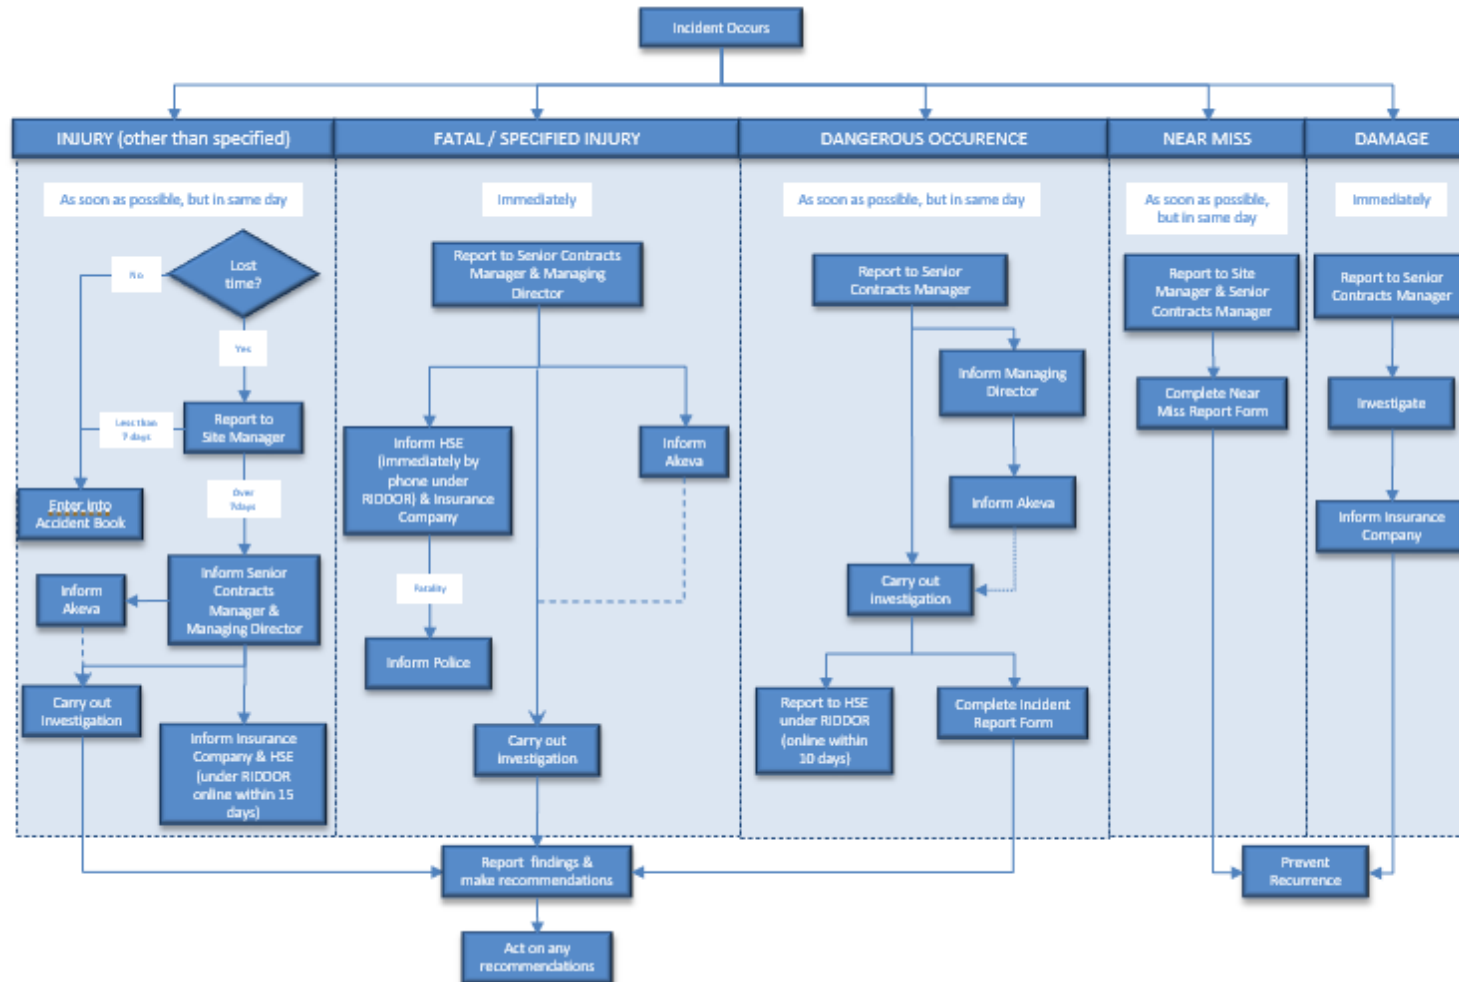 Incident Occurs
INJURY (other than specified)
As soon as possible, but in same day
Lost
time?
No
Yes
Report to
Site Manager
Less than
7 days
Over
7days
Enter into
Accident Book
Inform Senior
Contracts
Manager &
Managing Director
Inform
Akeva
Carry out
Investigation
Inform Insurance
Company & HSE
(under RIDDOR
online within 15
days)
FATAL / SPECIFIED INJURY
Immediately
Report to Senior Contracts
Manager & Managing
Director
Inform HSE
(immediately by
phone under
RIDDOR) & Insurance
Company
Inform
Akeva
Fatality
Inform Police
Carry out
investigation
DANGEROUS OCCURENCE
As soon as possible, but in same day
Report to Senior
Contracts Manager
Inform Managing
Director
Inform Akeva
Carry out
investigation
Report to HSE
under RIDDOR
(online within
10 days)
Complete Incident
Report Form
NEAR MISS
As soon as possible,
but in same day
Report to Site
Manager & Senior
Contracts Manager
Complete Near
Miss Report Form
DAMAGE
Immediately
Report to Senior
Contracts Manager
Investigate
Inform Insurance
Company
Report findings &
make recommendations
Prevent
Recurrence
Act on any
recommendations